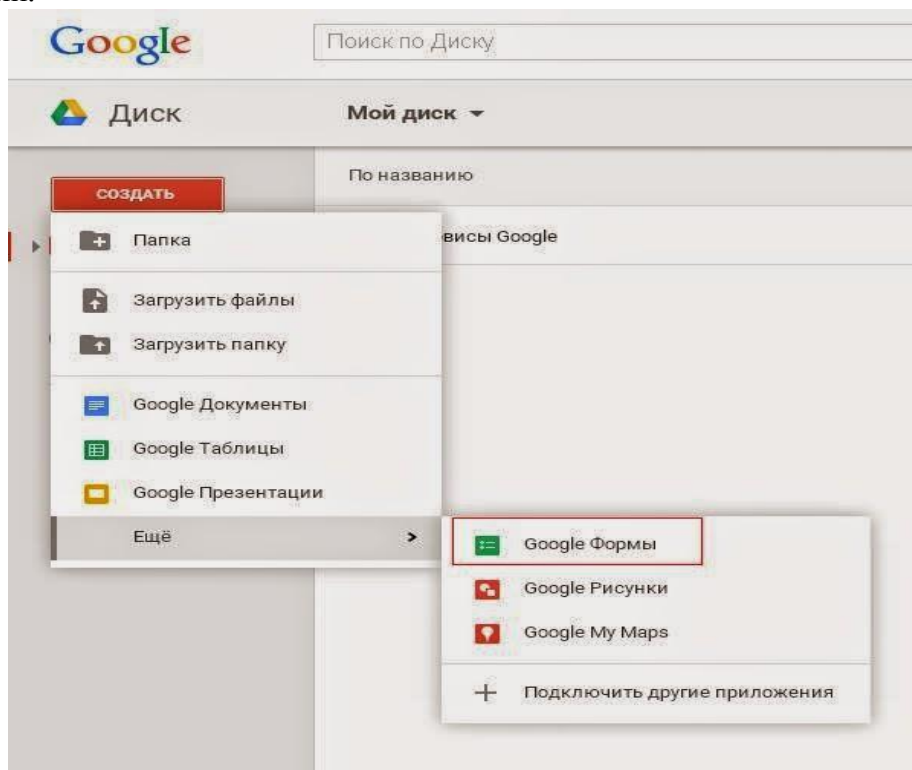 Google
Поиск по Диску
Диск
Мой диск
По названию
СОЗДАТЬ
Папка
висы Google
Загрузить файлы
Загрузить папку
Google Документы
Google Таблицы
Google Презентации
Ещё
Google Формы
Google Рисунки
Google My Maps
Подключить другие приложения